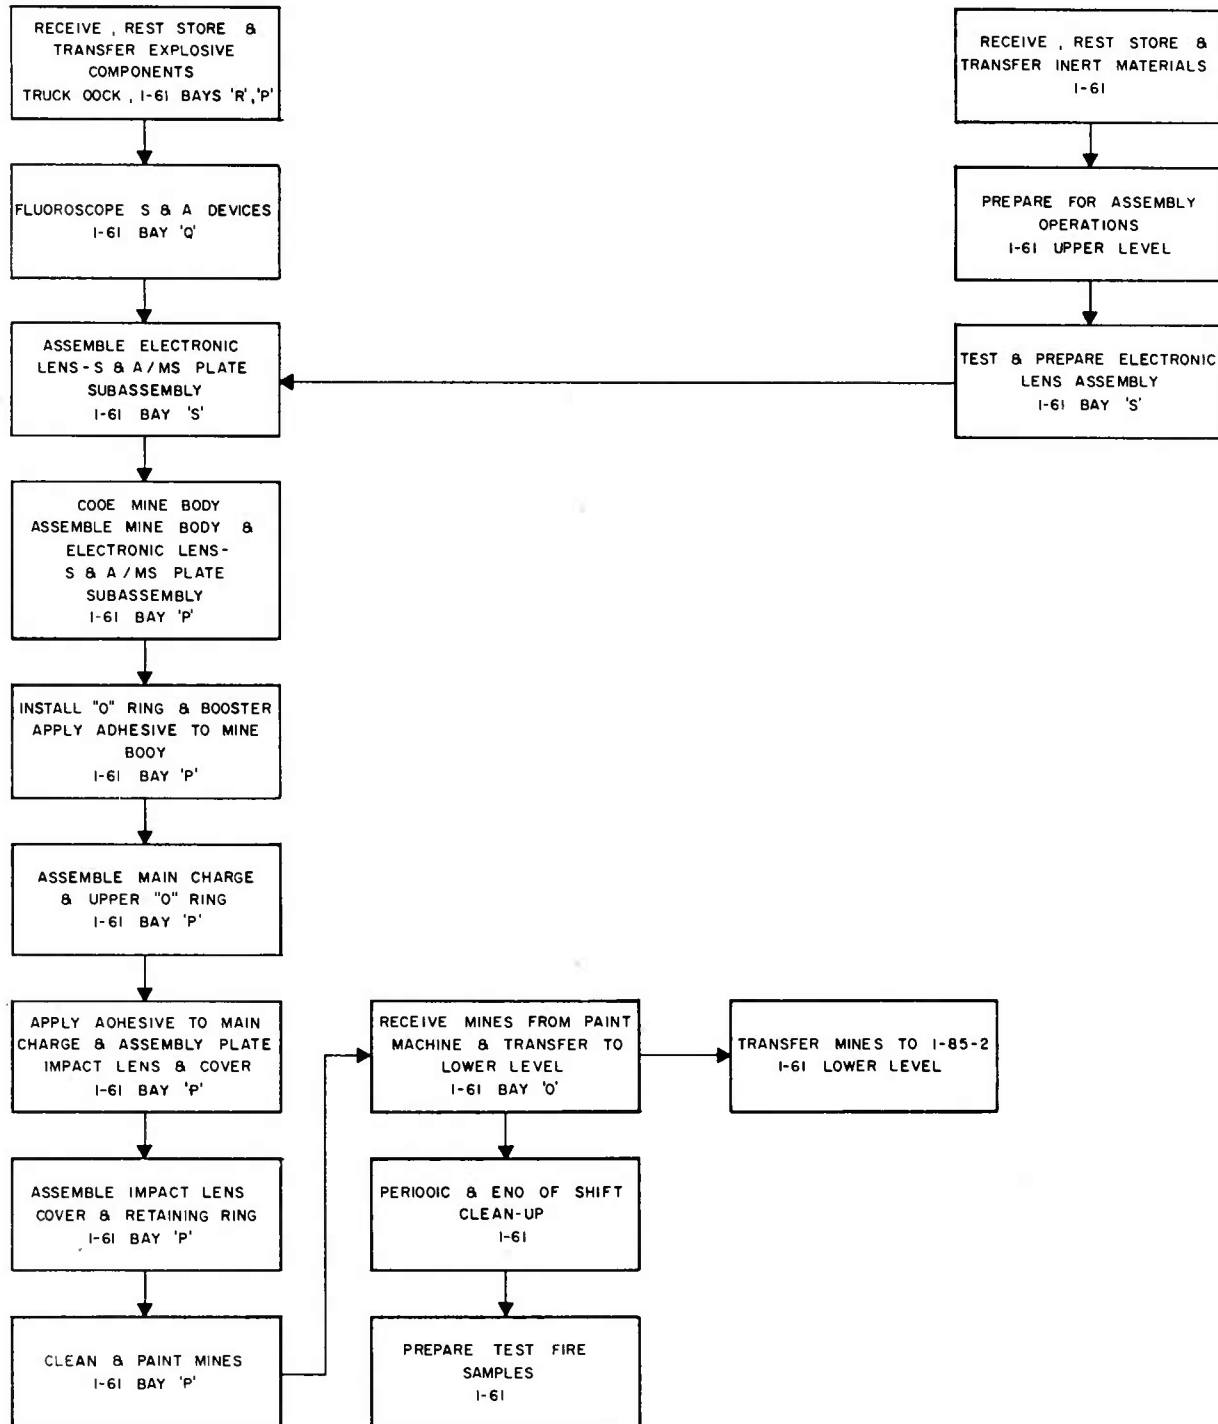 RECEIVE , REST STORE &
TRANSFER EXPLOSIVE
COMPONENTS
TRUCK OOCK , I-61 BAYS 'R' , 'P'
FLUOROSCOPE S & A DEVICES
I-61 BAY 'Q'
ASSEMBLE ELECTRONIC
LENS-S & A/MS PLATE
SUBASSEMBLY
I-61 BAY 'S'
COOE MINE BODY
ASSEMBLE MINE BODY &
ELECTRONIC LENS-
S & A/MS PLATE
SUBASSEMBLY
I-61 BAY 'P'
INSTALL "O" RING & BOOSTER
APPLY ADHESIVE TO MINE
BOOY
I-61 BAY 'P'
ASSEMBLE MAIN CHARGE
& UPPER "O" RING
I-61 BAY 'P'
APPLY AOHESIVE TO MAIN
CHARGE & ASSEMBLY PLATE
IMPACT LENS & COVER
I-61 BAY 'P'
ASSEMBLE IMPACT LENS
COVER & RETAINING RING
I-61 BAY 'P'
CLEAN & PAINT MINES
I-61 BAY 'P'
RECEIVE MINES FROM PAINT
MACHINE & TRANSFER TO
LOWER LEVEL
I-61 BAY 'O'
PERIOOIC & ENO OF SHIFT
CLEAN-UP
I-61
PREPARE TEST FIRE
SAMPLES
I-61
TRANSFER MINES TO I-85-2
I-61 LOWER LEVEL
RECEIVE , REST STORE &
TRANSFER INERT MATERIALS
I-61
PREPARE FOR ASSEMBLY
OPERATIONS
I-61 UPPER LEVEL
TEST & PREPARE ELECTRONIC
LENS ASSEMBLY
I-61 BAY 'S'